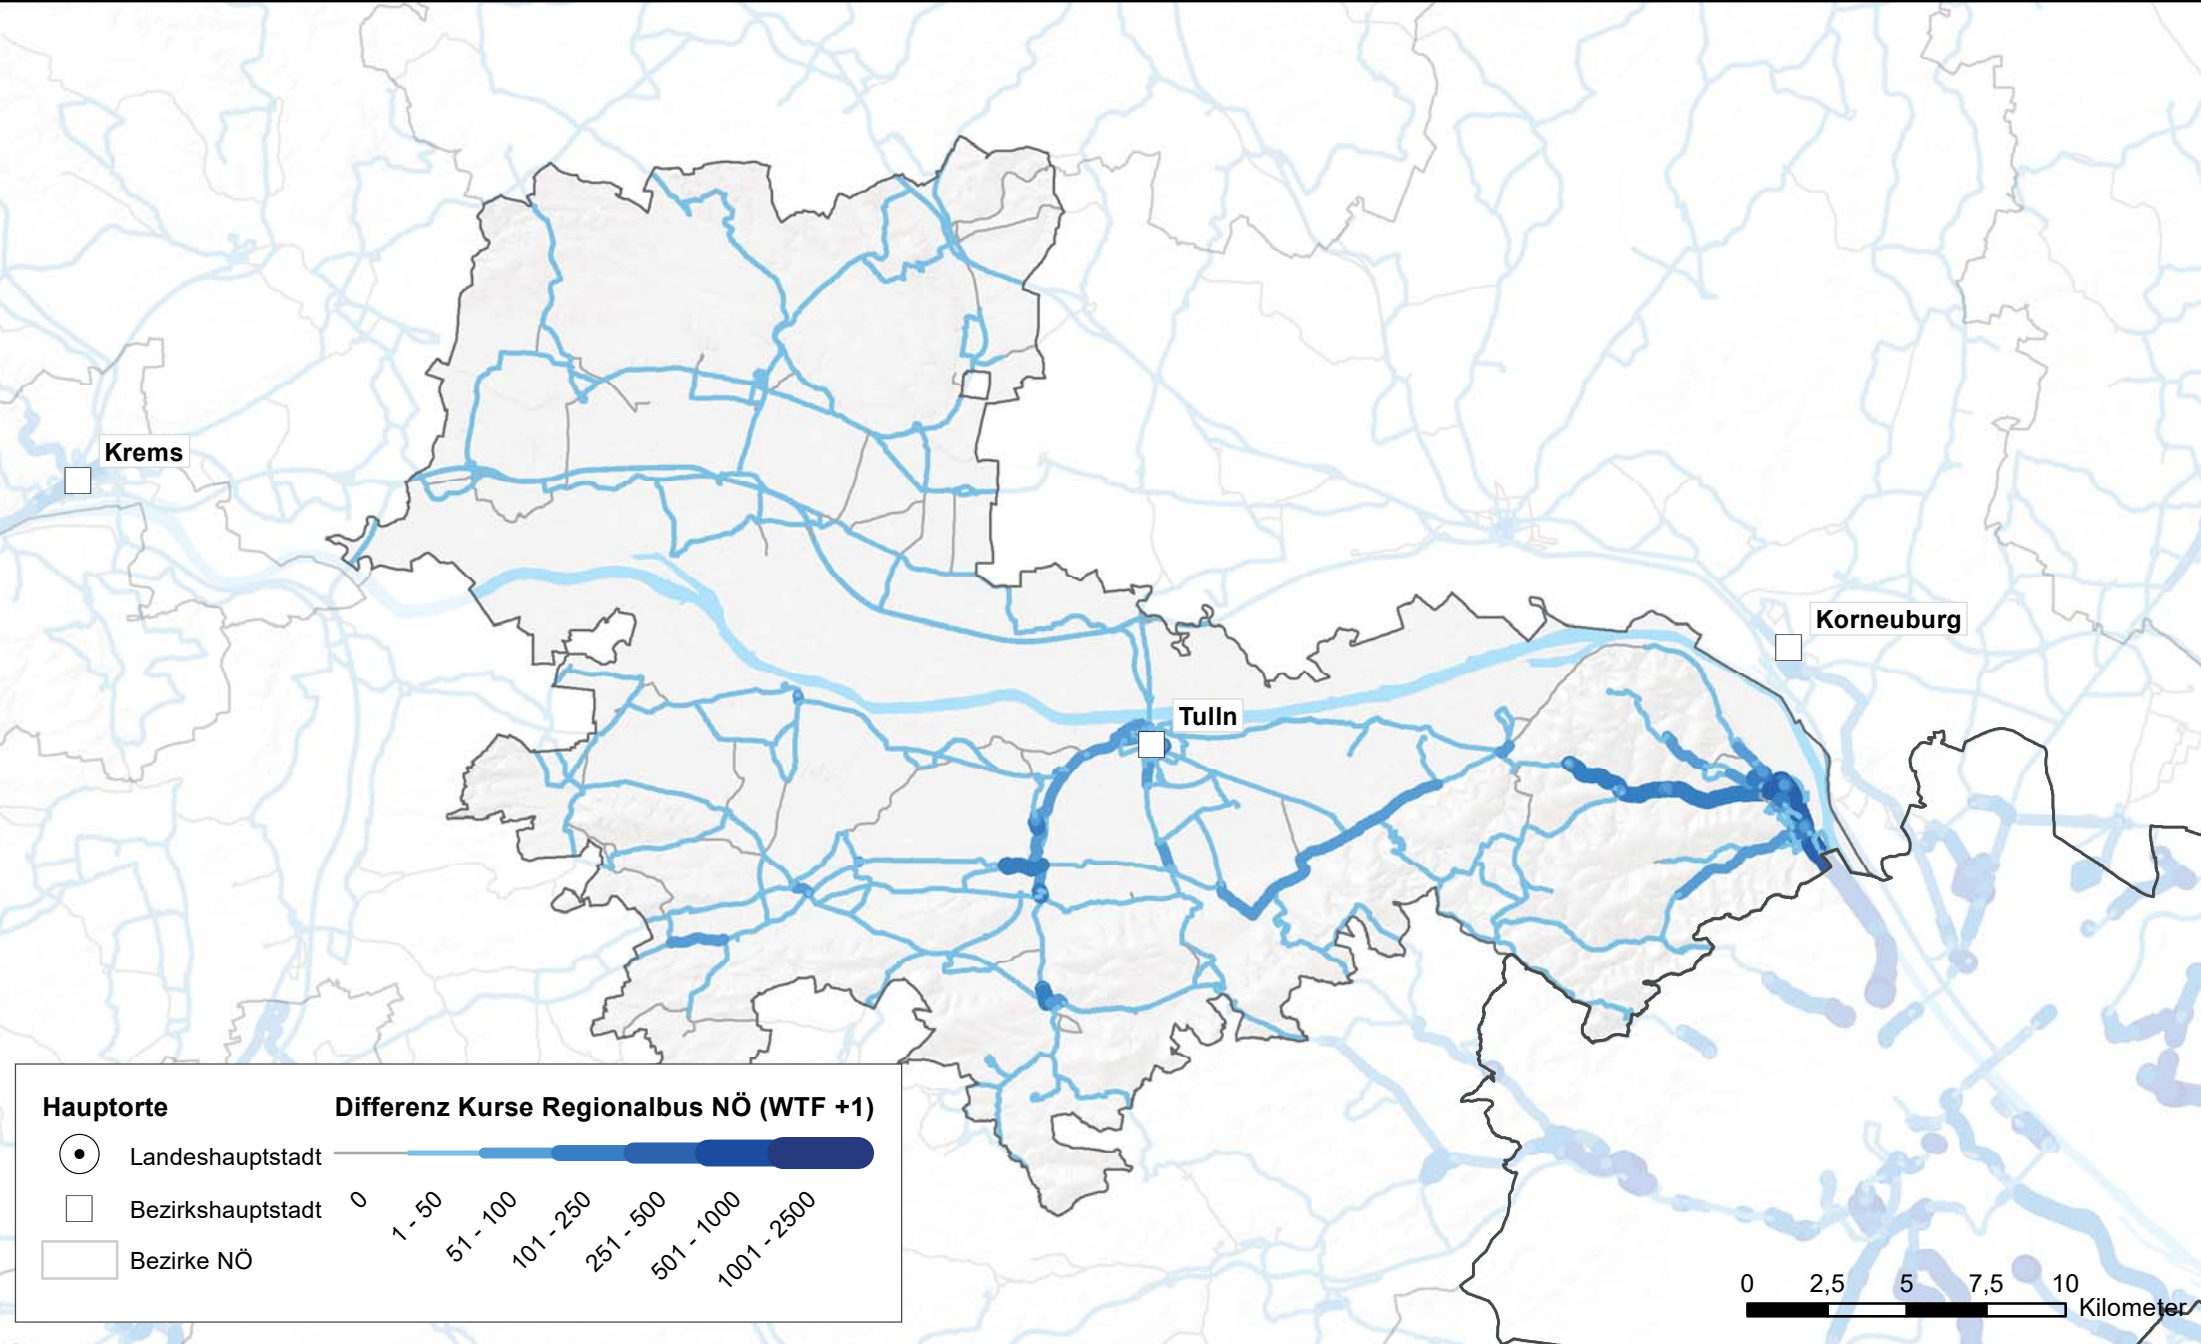 Krems
Korneuburg
Tulln
Hauptorte
Landeshauptstadt
Bezirkshauptstadt
Bezirke NÖ
Differenz Kurse Regionalbus NÖ (WTF +1)
0
1 - 50
51 - 100
101 - 250
251 - 500
501 - 1000
1001 - 2500
0 2,5 5 7,5 10
Kilometer